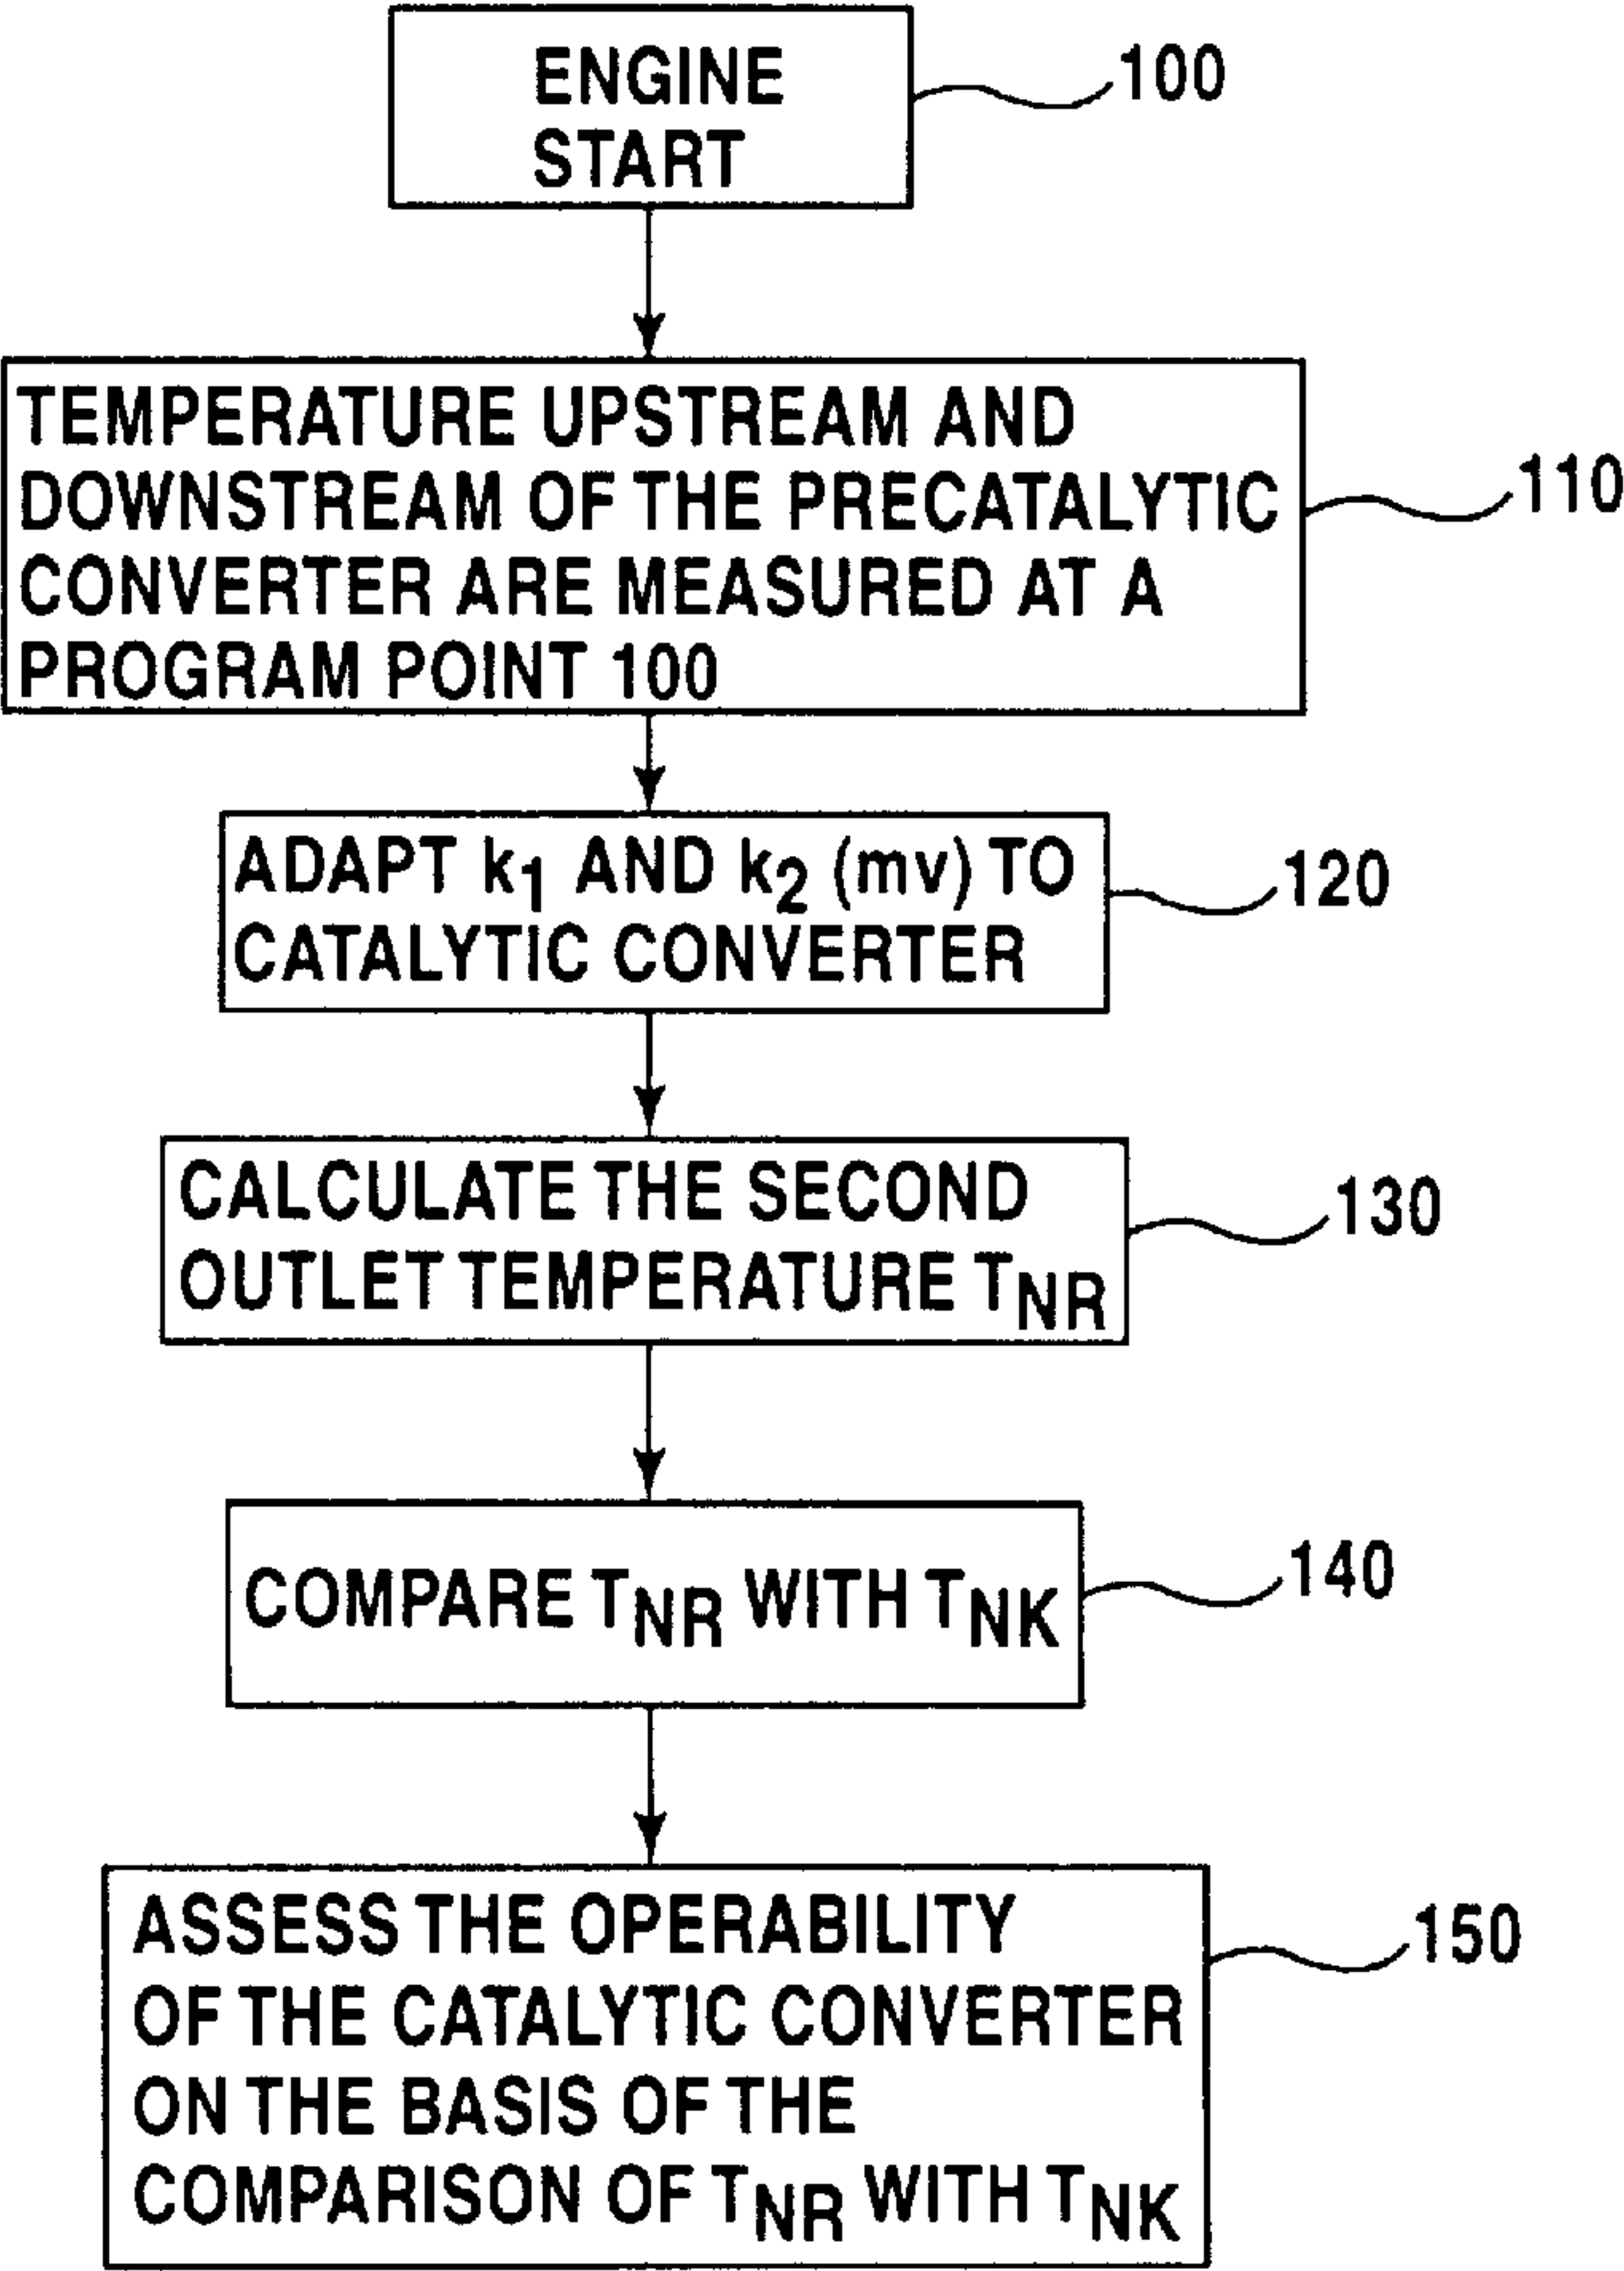 ENGINE
START
100
TEMPERATURE UPSTREAM AND
DOWNSTREAM OF THE PRECATALYTIC
CONVERTER ARE MEASURED AT A
PROGRAM POINT 100
110
ADAPT k1 AND k2 (mv) TO
CATALYTIC CONVERTER
120
CALCULATE THE SECOND
OUTLET TEMPERATURE TNR
130
COMPARE TNR WITH TNK
140
ASSESS THE OPERABILITY
OF THE CATALYTIC CONVERTER
ON THE BASIS OF THE
COMPARISON OF TNR WITH TNK
150